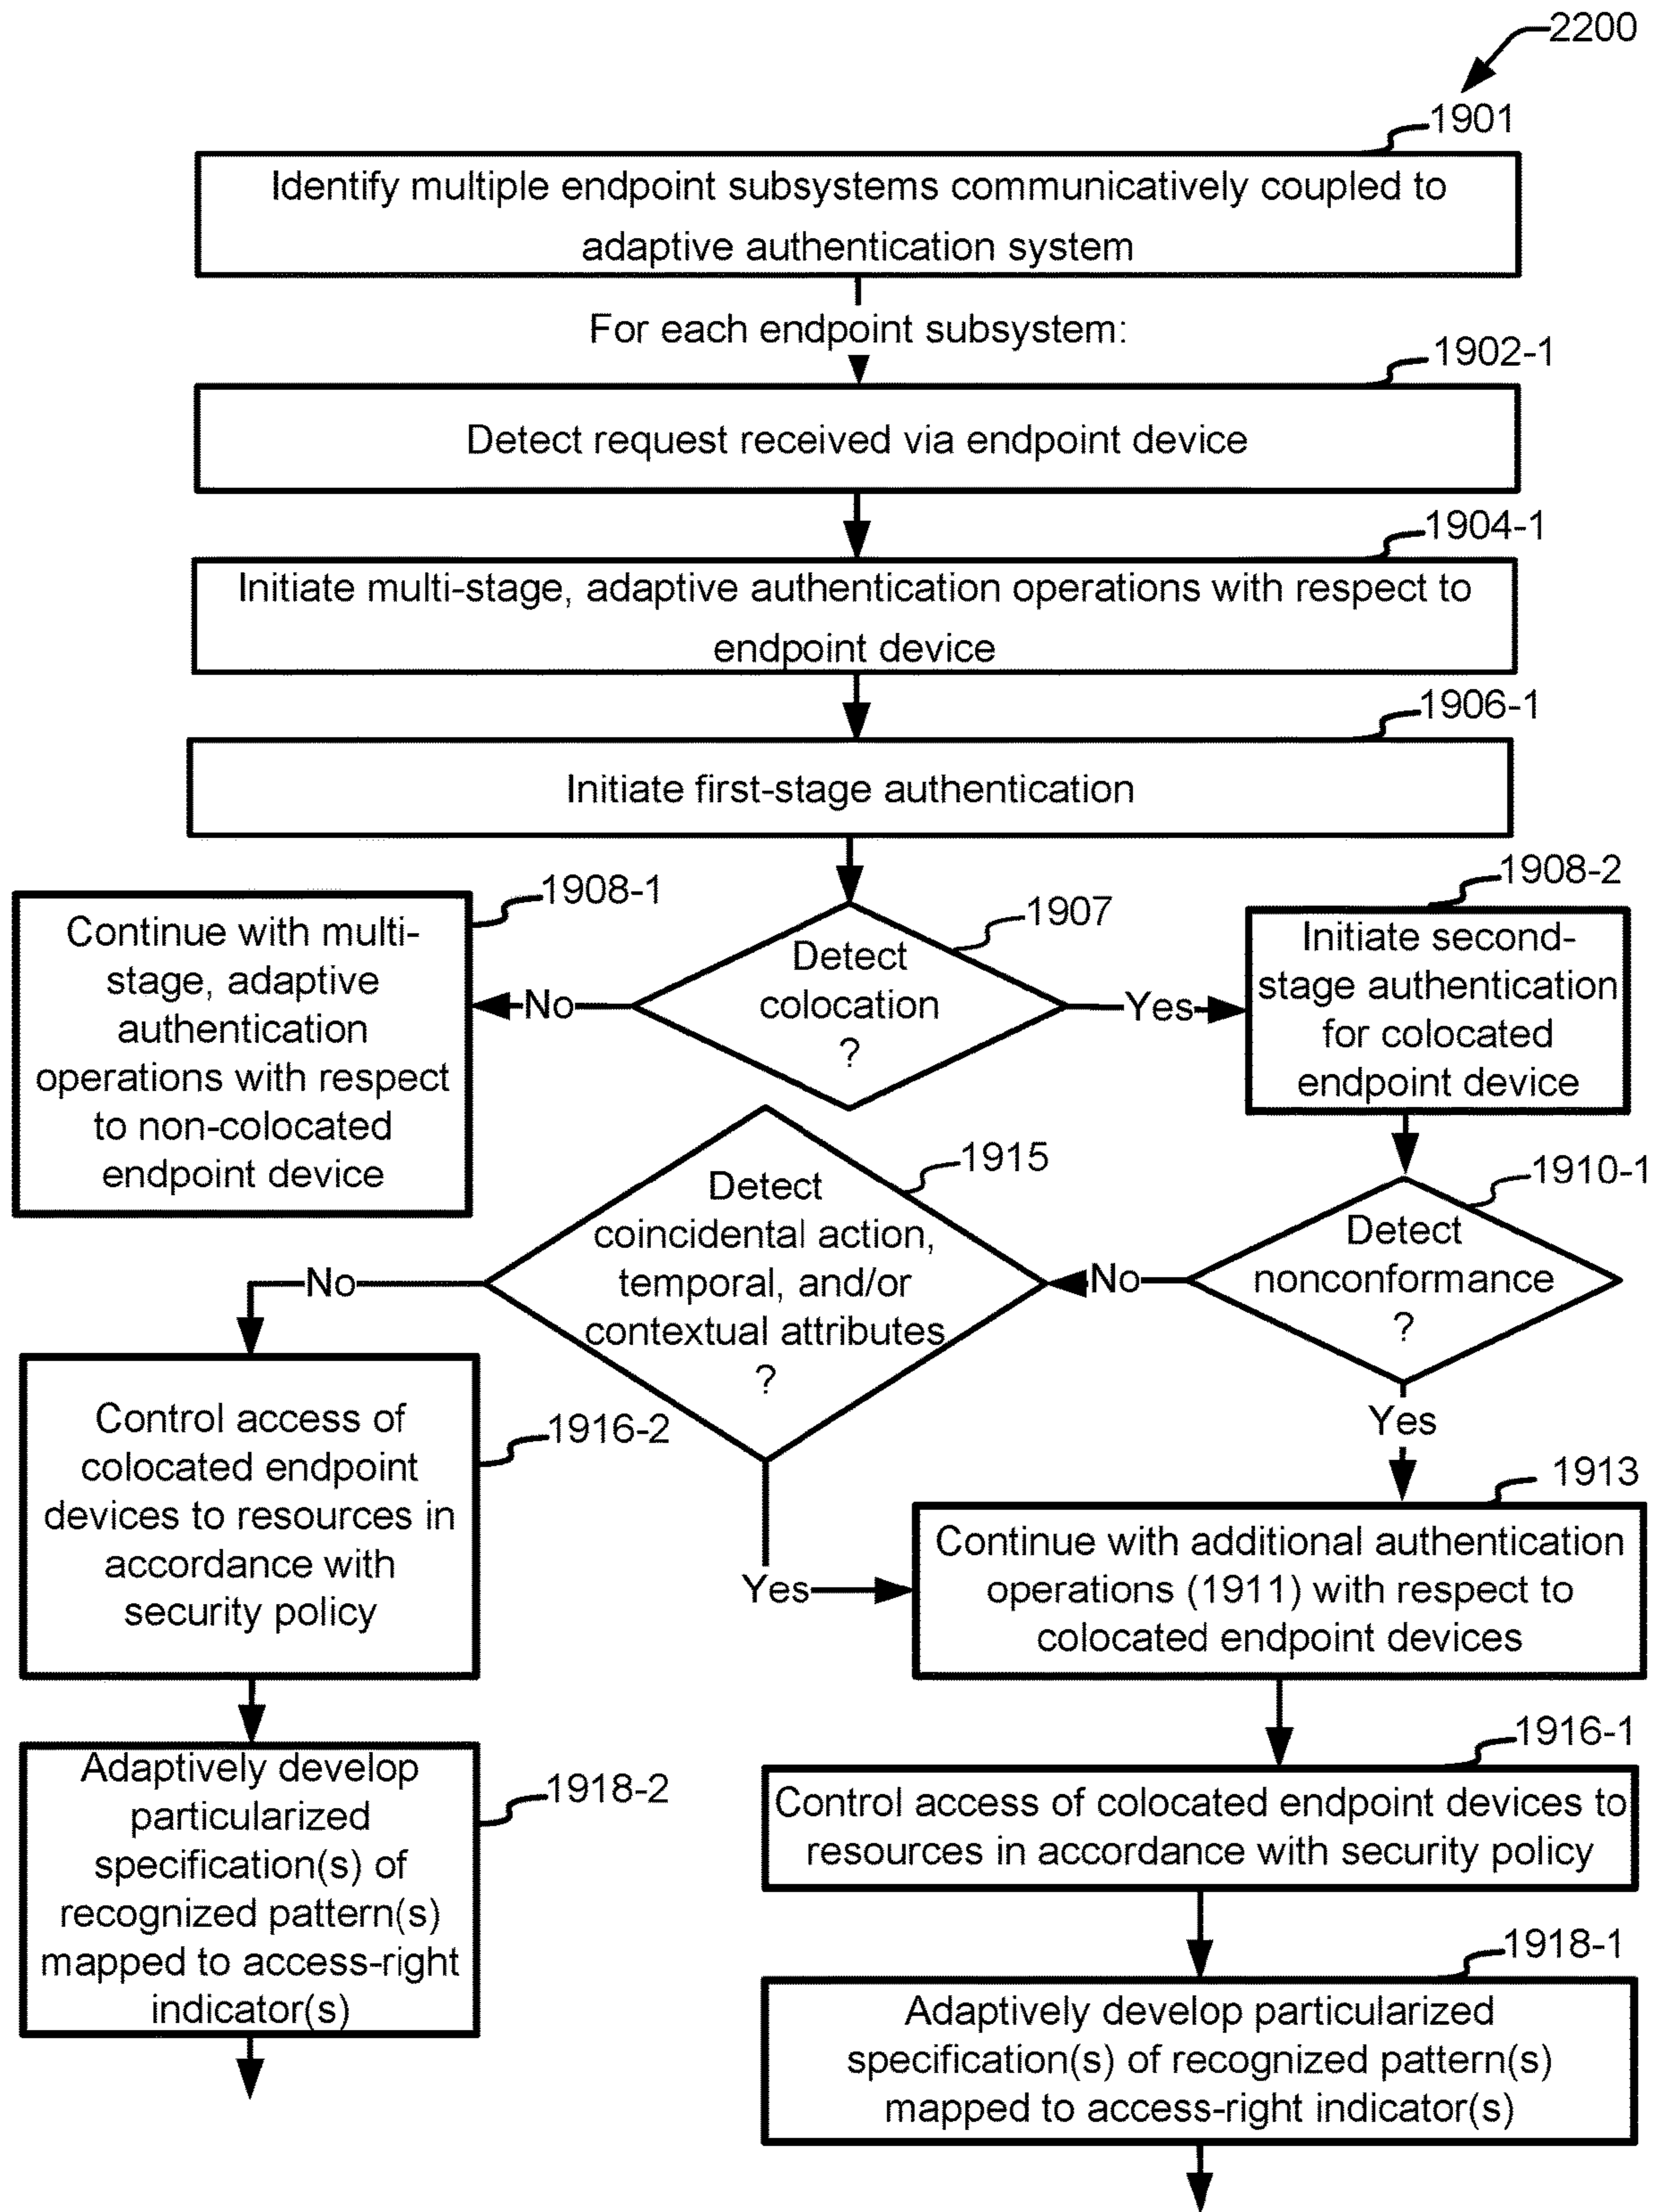 2200
1901
Identify multiple endpoint subsystems communicatively coupled to
adaptive authentication system
For each endpoint subsystem:
1902-1
Detect request received via endpoint device
1904-1
Initiate multi-stage, adaptive authentication operations with respect to
endpoint device
1906-1
Initiate first-stage authentication
1908-1
Continue with multi-
stage, adaptive
authentication
operations with respect
to non-colocated
endpoint device
No
1907
Detect
colocation
?
Yes
1908-2
Initiate second-
stage authentication
for colocated
endpoint device
1910-1
Detect
nonconformance
?
No
Yes
1915
Detect
coincidental action,
temporal, and/or
contextual attributes
?
No
Yes
1916-2
Control access of
colocated endpoint
devices to resources in
accordance with
security policy
1913
Continue with additional authentication
operations (1911) with respect to
colocated endpoint devices
1918-2
Adaptively develop
particularized
specification(s) of
recognized pattern(s)
mapped to access-right
indicator(s)
1916-1
Control access of colocated endpoint devices to
resources in accordance with security policy
1918-1
Adaptively develop particularized
specification(s) of recognized pattern(s)
mapped to access-right indicator(s)